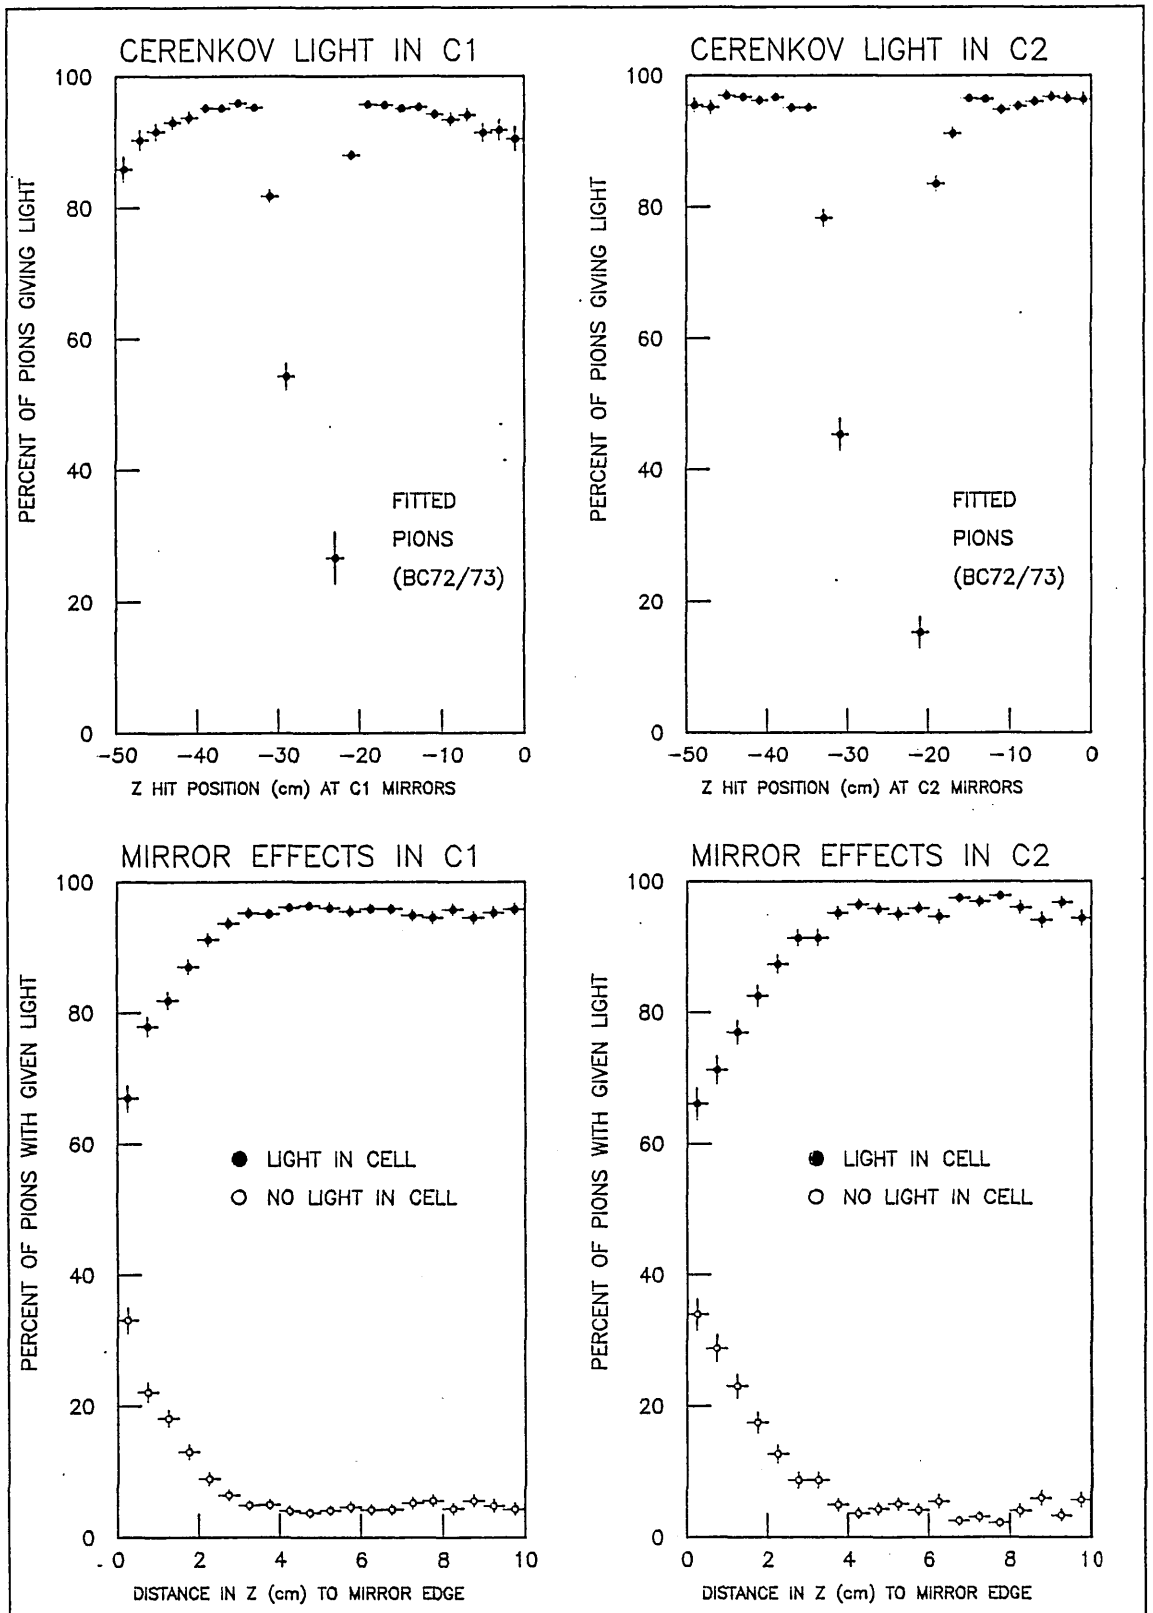 CERENKOV LIGHT IN C1
100
80
60
40
20
0
PERCENT OF PIONS GIVING LIGHT
FITTED
PIONS
(BC72/73)
-50 -40 -30 -20 -10 0
Z HIT POSITION (cm) AT C1 MIRRORS
CERENKOV LIGHT IN C2
100
80
60
40
20
0
PERCENT OF PIONS GIVING LIGHT
FITTED
PIONS
(BC72/73)
-50 -40 -30 -20 -10 0
Z HIT POSITION (cm) AT C2 MIRRORS
MIRROR EFFECTS IN C1
100
80
60
40
20
0
PERCENT OF PIONS WITH GIVEN LIGHT
LIGHT IN CELL
NO LIGHT IN CELL
0 2 4 6 8 10
DISTANCE IN Z (cm) TO MIRROR EDGE
MIRROR EFFECTS IN C2
100
80
60
40
20
0
PERCENT OF PIONS WITH GIVEN LIGHT
LIGHT IN CELL
NO LIGHT IN CELL
0 2 4 6 8 10
DISTANCE IN Z (cm) TO MIRROR EDGE